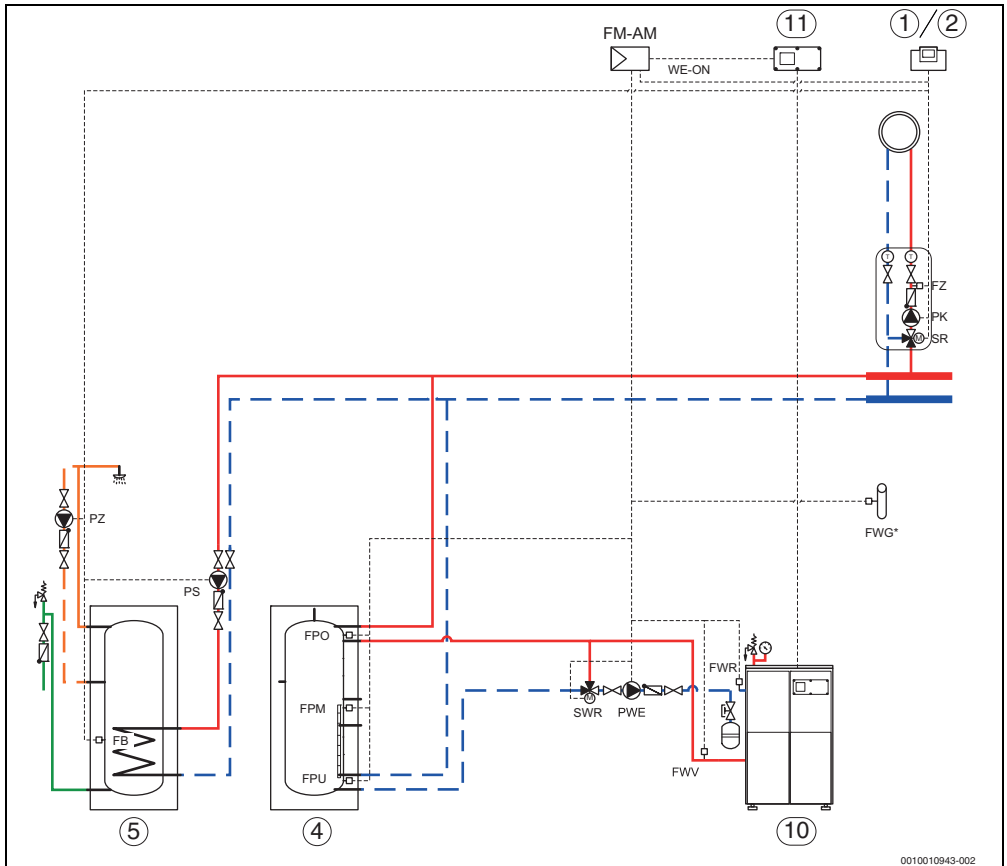 FM-AM
11
1
/
2
WE-ON
T
T
FZ
PK
M
SR
PZ
PS
FWG*
FPO
FWR
FPM
M
SWR
PWE
FB
FPU
FWV
5
4
10
0010010943-002